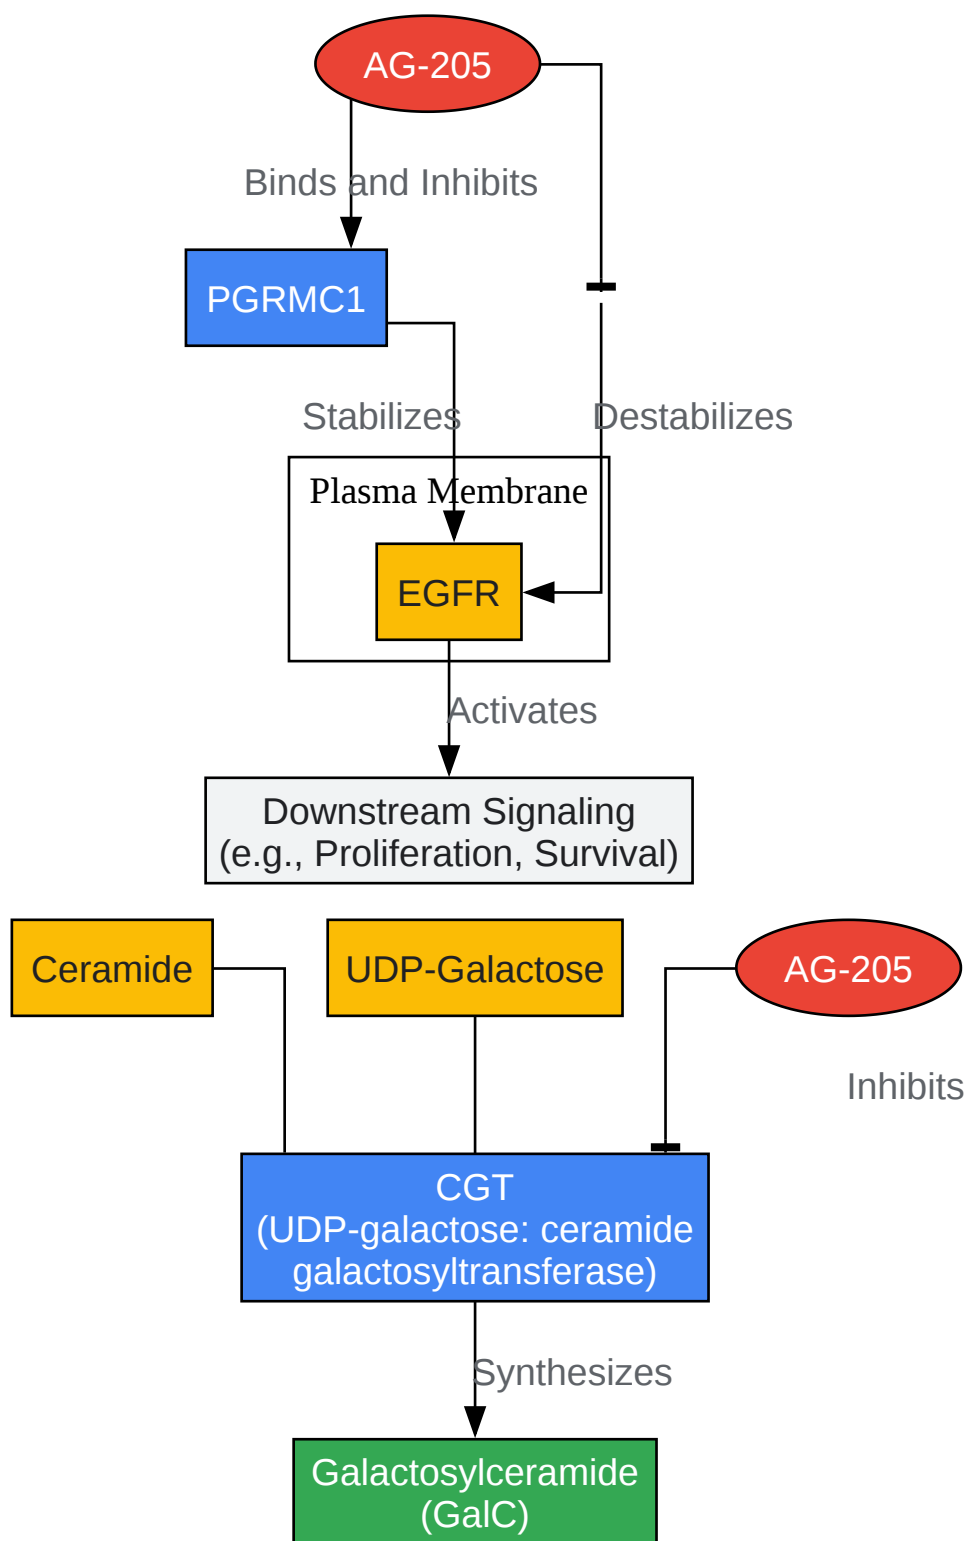 AG-205
Binds and Inhibits
PGRMC1
Stabilizes
Destabilizes
Plasma Membrane
EGFR
Activates
Downstream Signaling
(e.g., Proliferation, Survival)
Ceramide
UDP-Galactose
AG-205
Inhibits
CGT
(UDP-galactose: ceramide
galactosyltransferase)
Synthesizes
Galactosylceramide
(GalC)